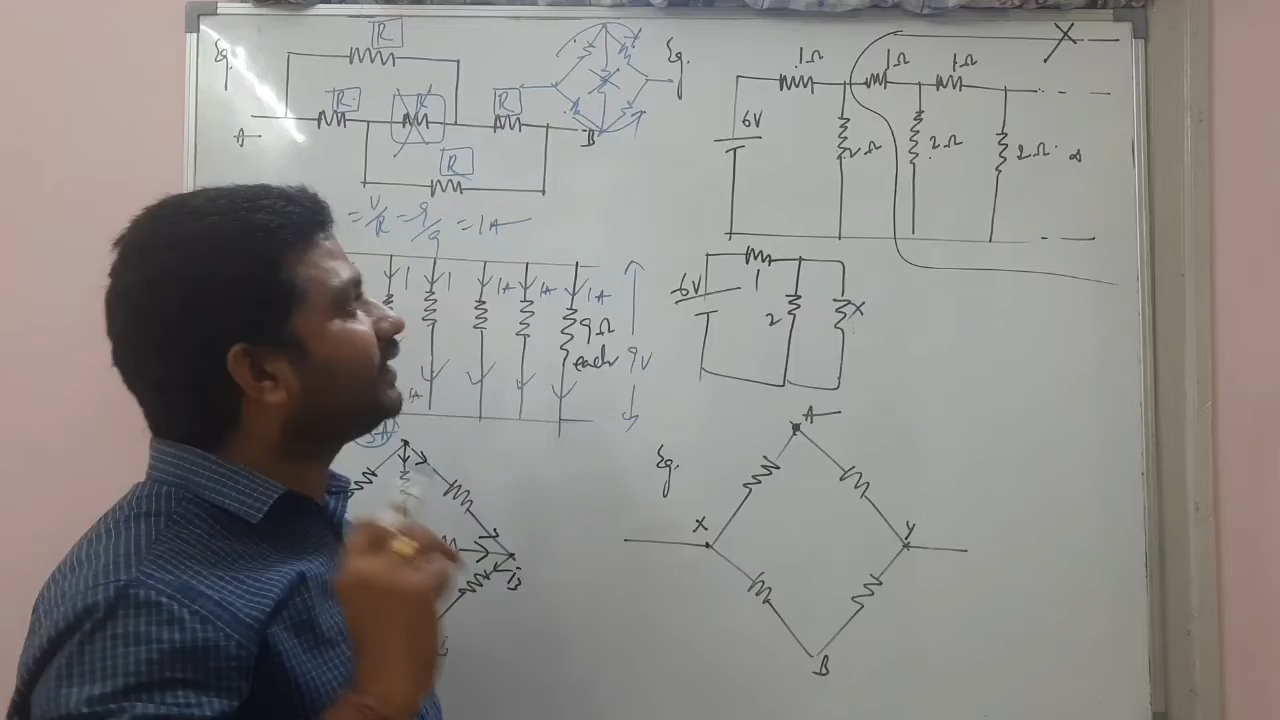 Eg.
R
R
R
R
A
B
R
= V/R = 9/9 = 1A
1
1
1A
1A
1A
9Ω
each
9V
Eg.
1Ω
1Ω
1Ω
X
6V
2Ω
2Ω
2Ω
∞
6V
1
2
X
Eg.
A
X
Y
B